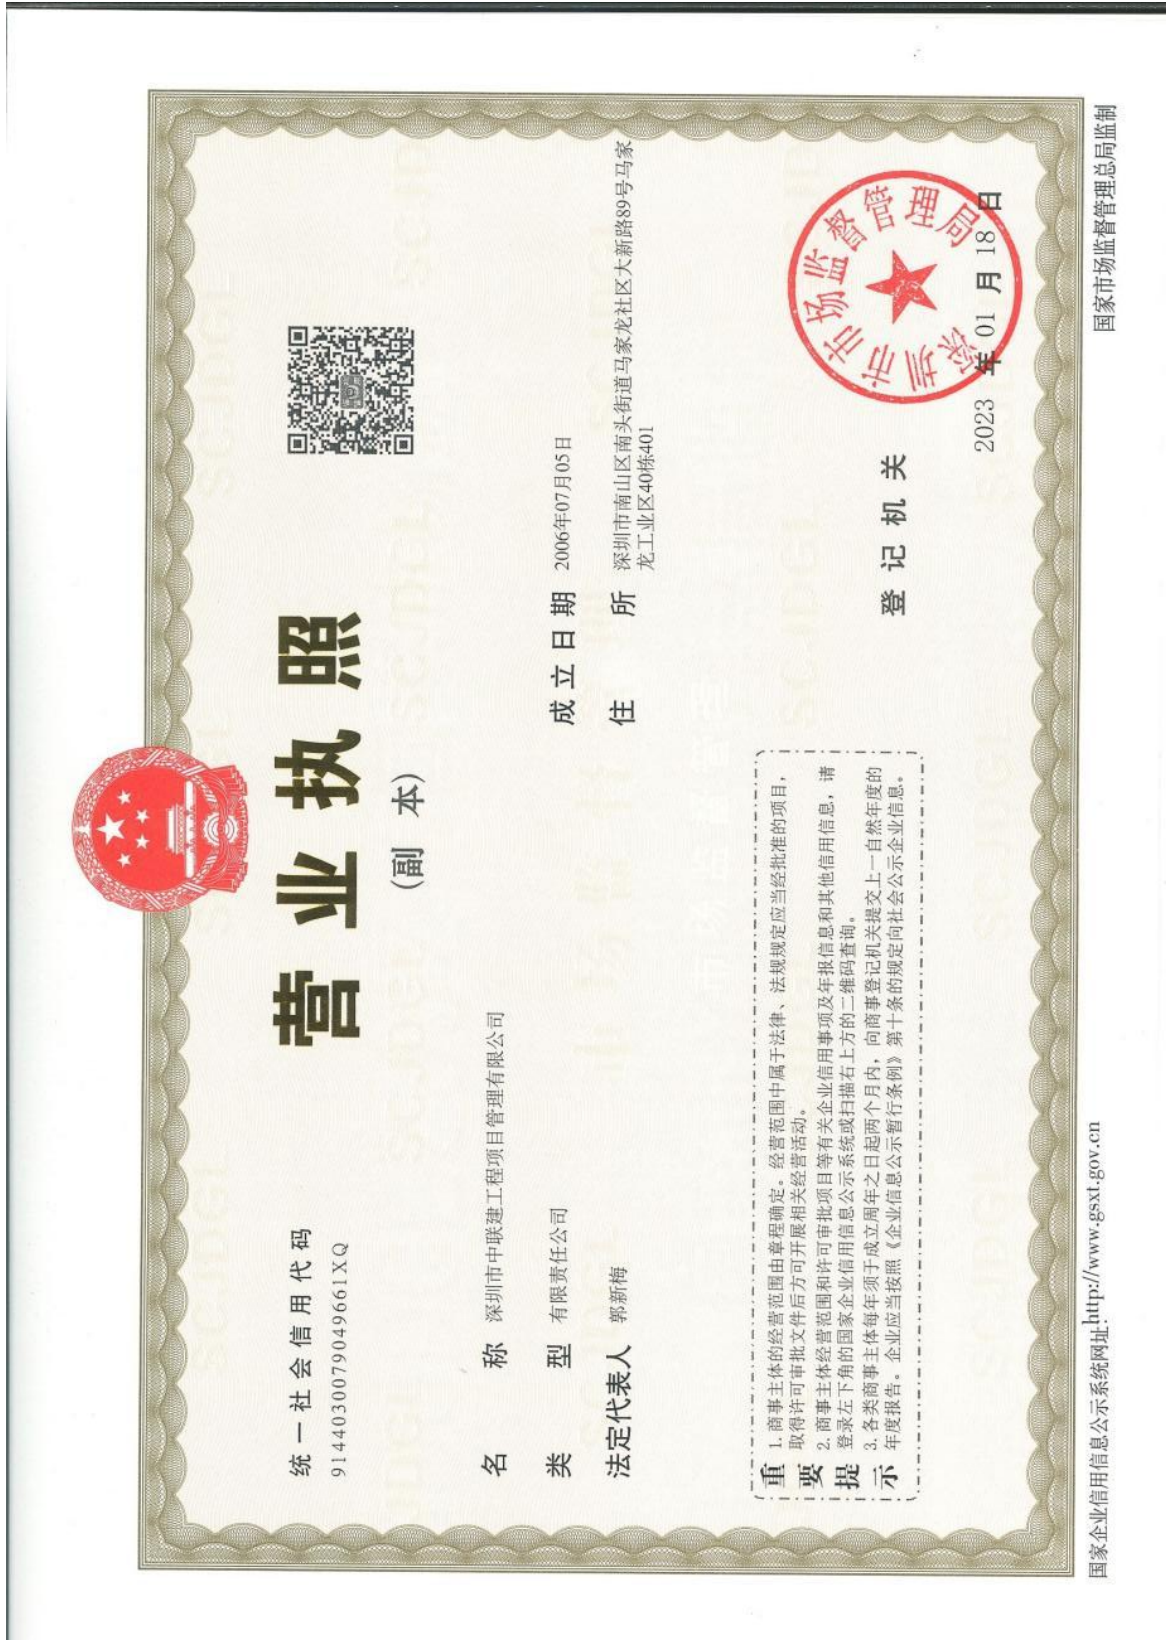 营业执照
(副 本)
统一社会信用代码
91440300790496​61XQ
名 称 深圳市中联建工程项目管理有限公司
类 型 有限责任公司
法定代表人 郭新梅
成立日期 2006年07月05日
住 所 深圳市南山区南头街道马家龙社区大新路89号马家
龙工业区40栋401
重要提示
1.商事主体的经营范围由章程确定。经营范围中属于法律、法规规定应当经批准的项目,
取得许可审批文件后方可开展相关经营活动。
2.商事主体经营范围和许可审批项目等有关企业信用事项及年报信息和其他信用信息,请
登录左下角的国家企业信用信息公示系统或扫描右上方的二维码查询。
3.各类商事主体每年须于成立周年之日起两个月内,向商事登记机关提交上一自然年度的
年度报告。企业应当按照《企业信息公示暂行条例》第十条的规定向社会公示企业信息。
登记机关
深圳市市场监督管理局
2023 年 01 月 18 日
国家企业信用信息公示系统网址:http://www.gsxt.gov.cn
国家市场监督管理总局监制